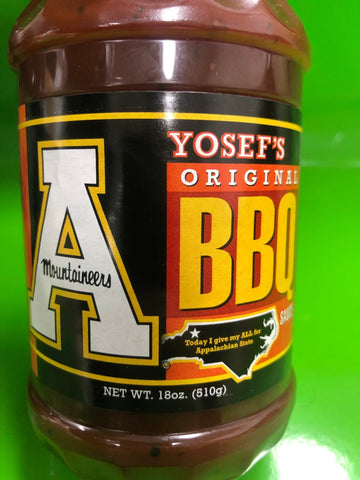 YOSEF'S
ORIGINAL
BBQ
A
Mountaineers
Today I give my ALL for
Appalachian State
®
NET WT. 18oz. (510g)